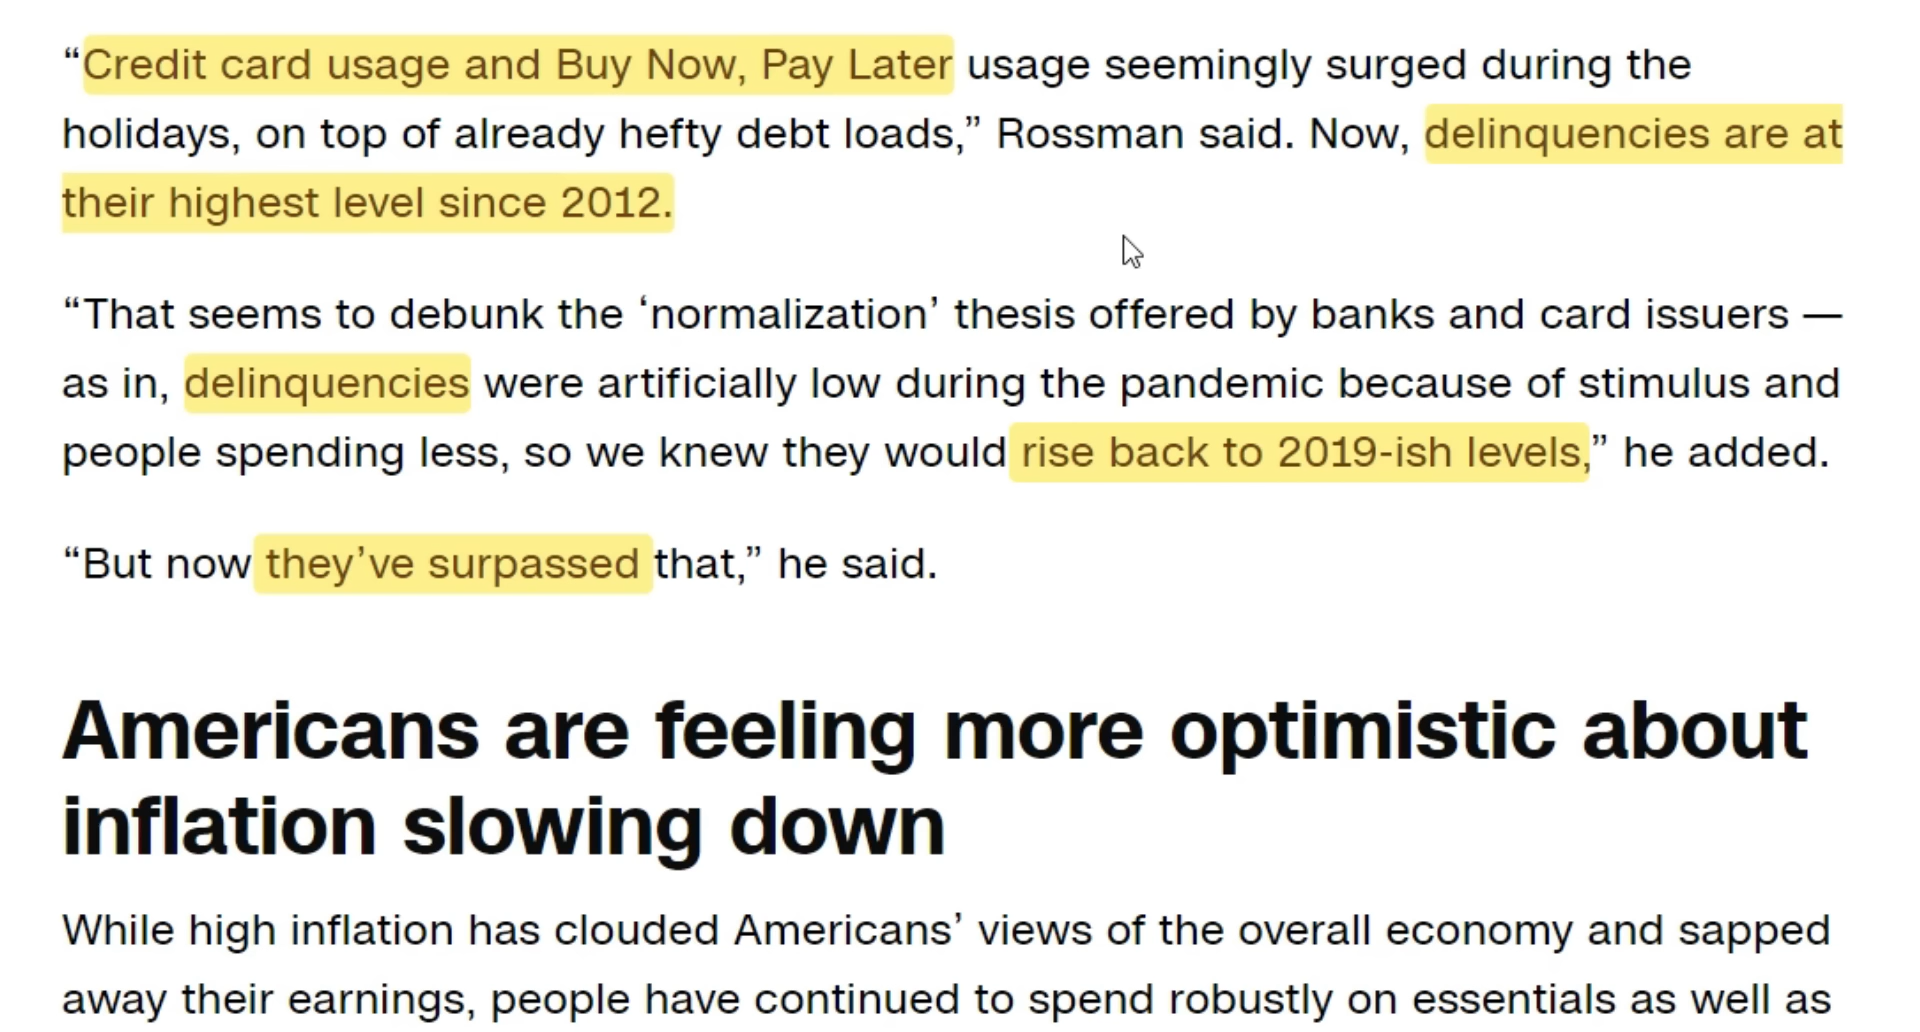 “Credit card usage and Buy Now, Pay Later usage seemingly surged during the
holidays, on top of already hefty debt loads,” Rossman said. Now, delinquencies are at
their highest level since 2012.
“That seems to debunk the ‘normalization’ thesis offered by banks and card issuers —
as in, delinquencies were artificially low during the pandemic because of stimulus and
people spending less, so we knew they would rise back to 2019-ish levels,” he added.
“But now they’ve surpassed that,” he said.
Americans are feeling more optimistic about
inflation slowing down
While high inflation has clouded Americans’ views of the overall economy and sapped
away their earnings, people have continued to spend robustly on essentials as well as